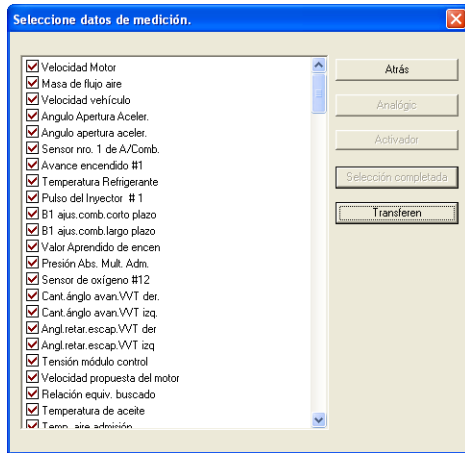 Seleccione datos de medición.
Velocidad Motor
Masa de flujo aire
Velocidad vehículo
Angulo Apertura Aceler.
Angulo apertura aceler.
Sensor nro. 1 de A/Comb.
Avance encendido #1
Temperatura Refrigerante
Pulso del Inyector # 1
B1 ajus.comb.corto plazo
B1 ajus.comb.largo plazo
Valor Aprendido de encen
Presión Abs. Mult. Adm.
Sensor de oxígeno #12
Cant.ánglo avan.VVT der.
Cant.ánglo avan.VVT izq.
Angl.retar.escap.VVT der
Angl.retar.escap.VVT izq
Tensión módulo control
Velocidad propuesta del motor
Relación equiv. buscado
Temperatura de aceite
Temp. aire admisión
Atrás
Analógic
Activador
Selección completada
Transferen